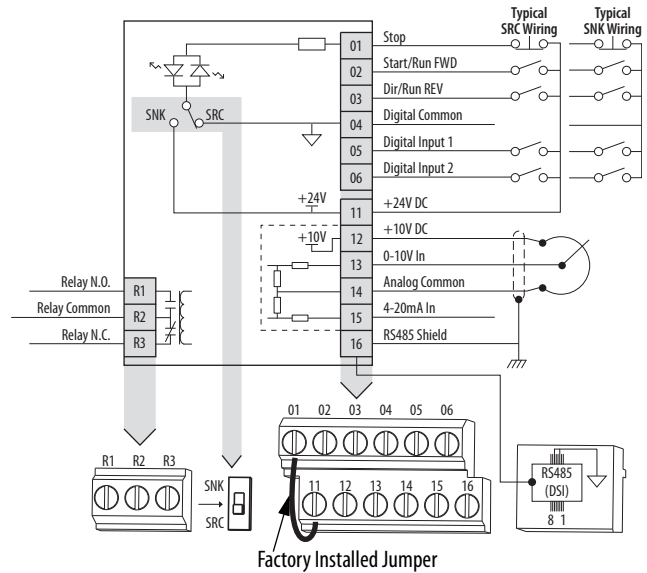 Typical
SRC Wiring
Typical
SNK Wiring
01
Stop
02
Start/Run FWD
03
Dir/Run REV
SNK
SRC
04
Digital Common
05
Digital Input 1
06
Digital Input 2
+24V
11
+24V DC
+10V
12
+10V DC
13
0-10V In
14
Analog Common
15
4-20mA In
16
RS485 Shield
Relay N.O.
R1
Relay Common
R2
Relay N.C.
R3
01 02 03 04 05 06
R1 R2 R3
SNK
SRC
11 12 13 14 15 16
RS485
(DSI)
8 1
Factory Installed Jumper